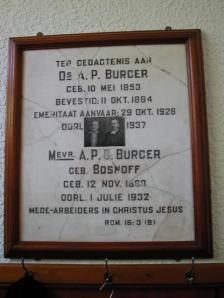 TER GEDACTENIS AAN
DS A. P. BURGER
GEB. 10 MEI 1853
BEVESTIG: 11 OKT. 1884
EMERITAAT AANVAAR: 29 OKT. 1928
OORL. 1937
MEVR. A. P. BURGER
GEB. BOSHOFF
GEB. 12 NOV.
OORL. 1 JULIE 1932
MEDE-ARBEIDERS IN CHRISTUS JESUS
ROM. 16:3 (B)